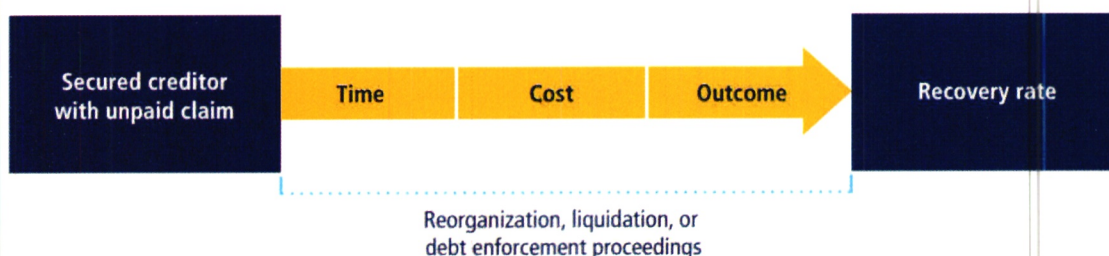 Secured creditor
with unpaid claim
Time
Cost
Outcome
Recovery rate
Reorganization, liquidation, or
debt enforcement proceedings